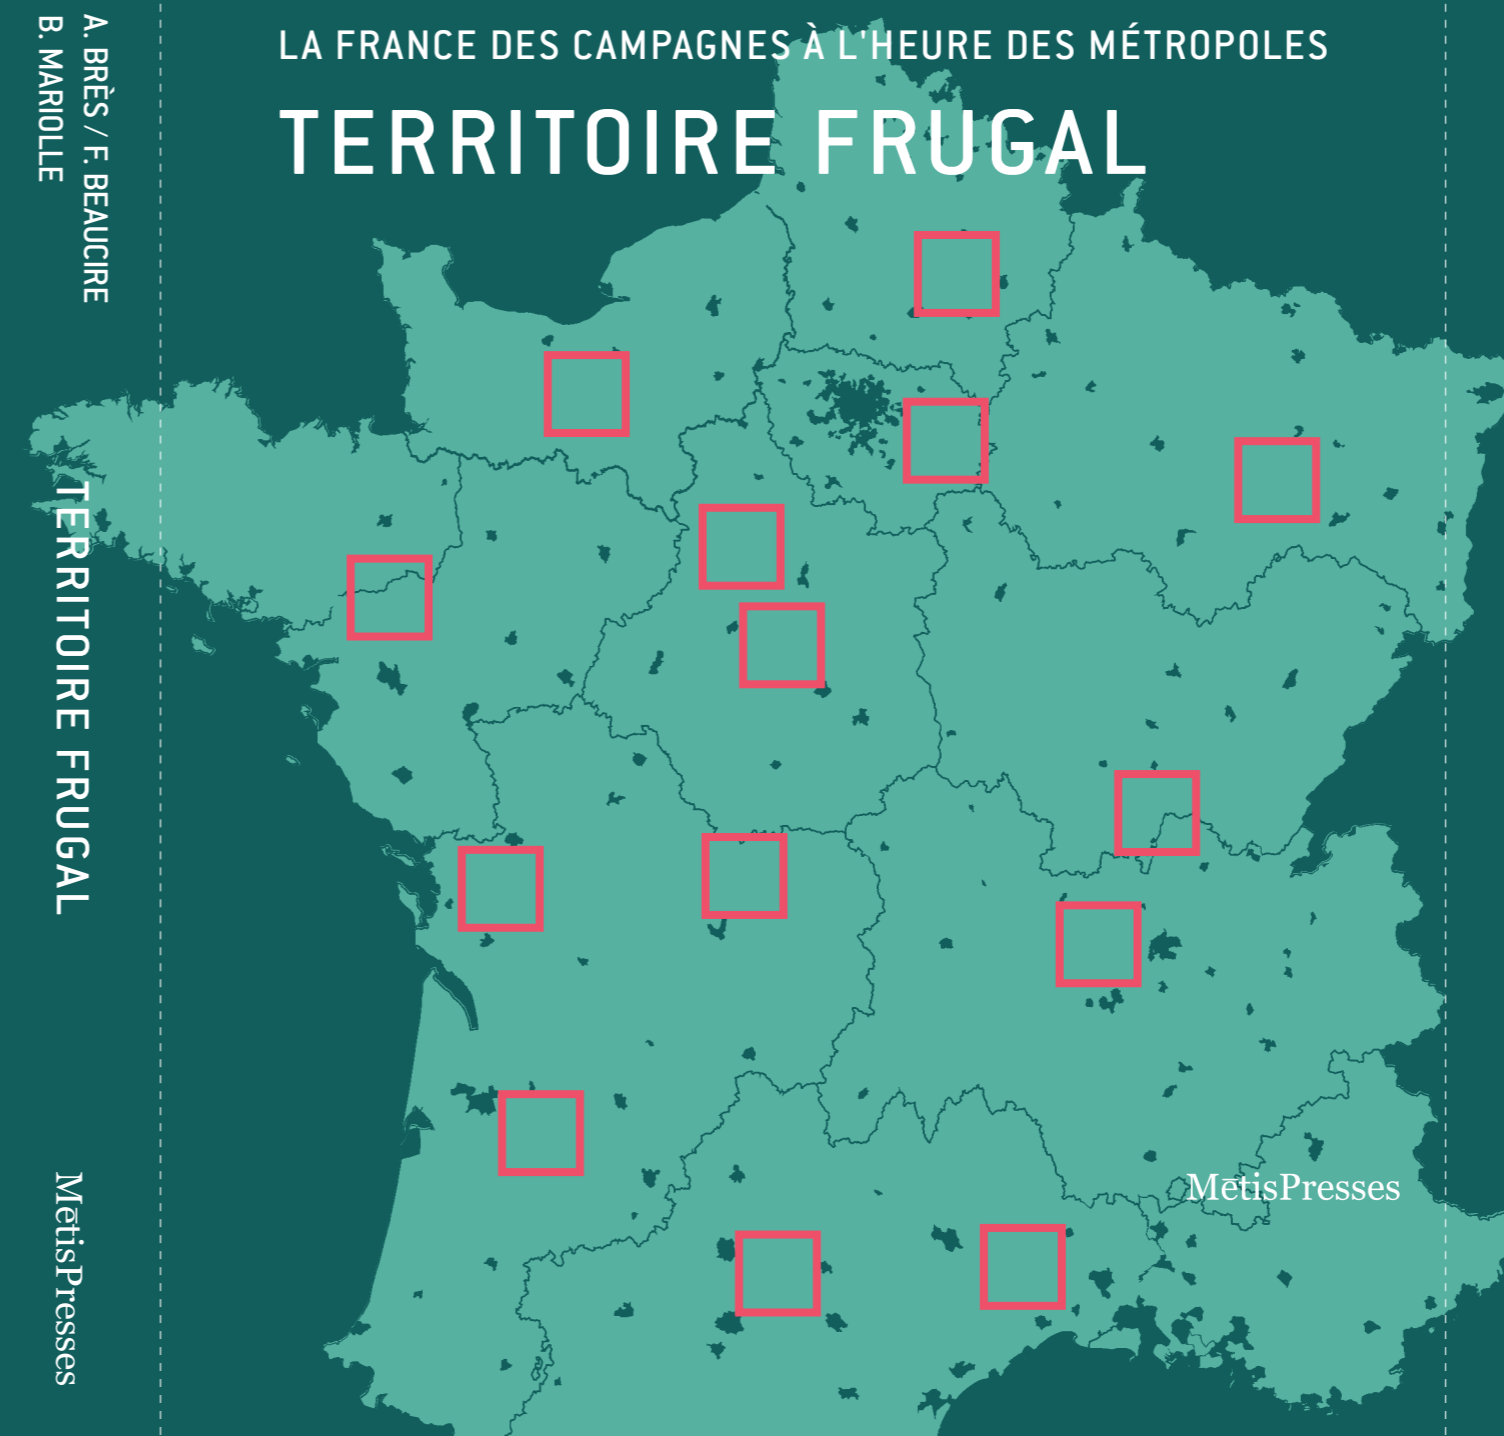 LA FRANCE DES CAMPAGNES À L'HEURE DES MÉTROPOLES
TERRITOIRE FRUGAL
A. BRÈS / F. BEAUCIRE
B. MARIOLLE
TERRITOIRE FRUGAL
MētisPresses
MētisPresses